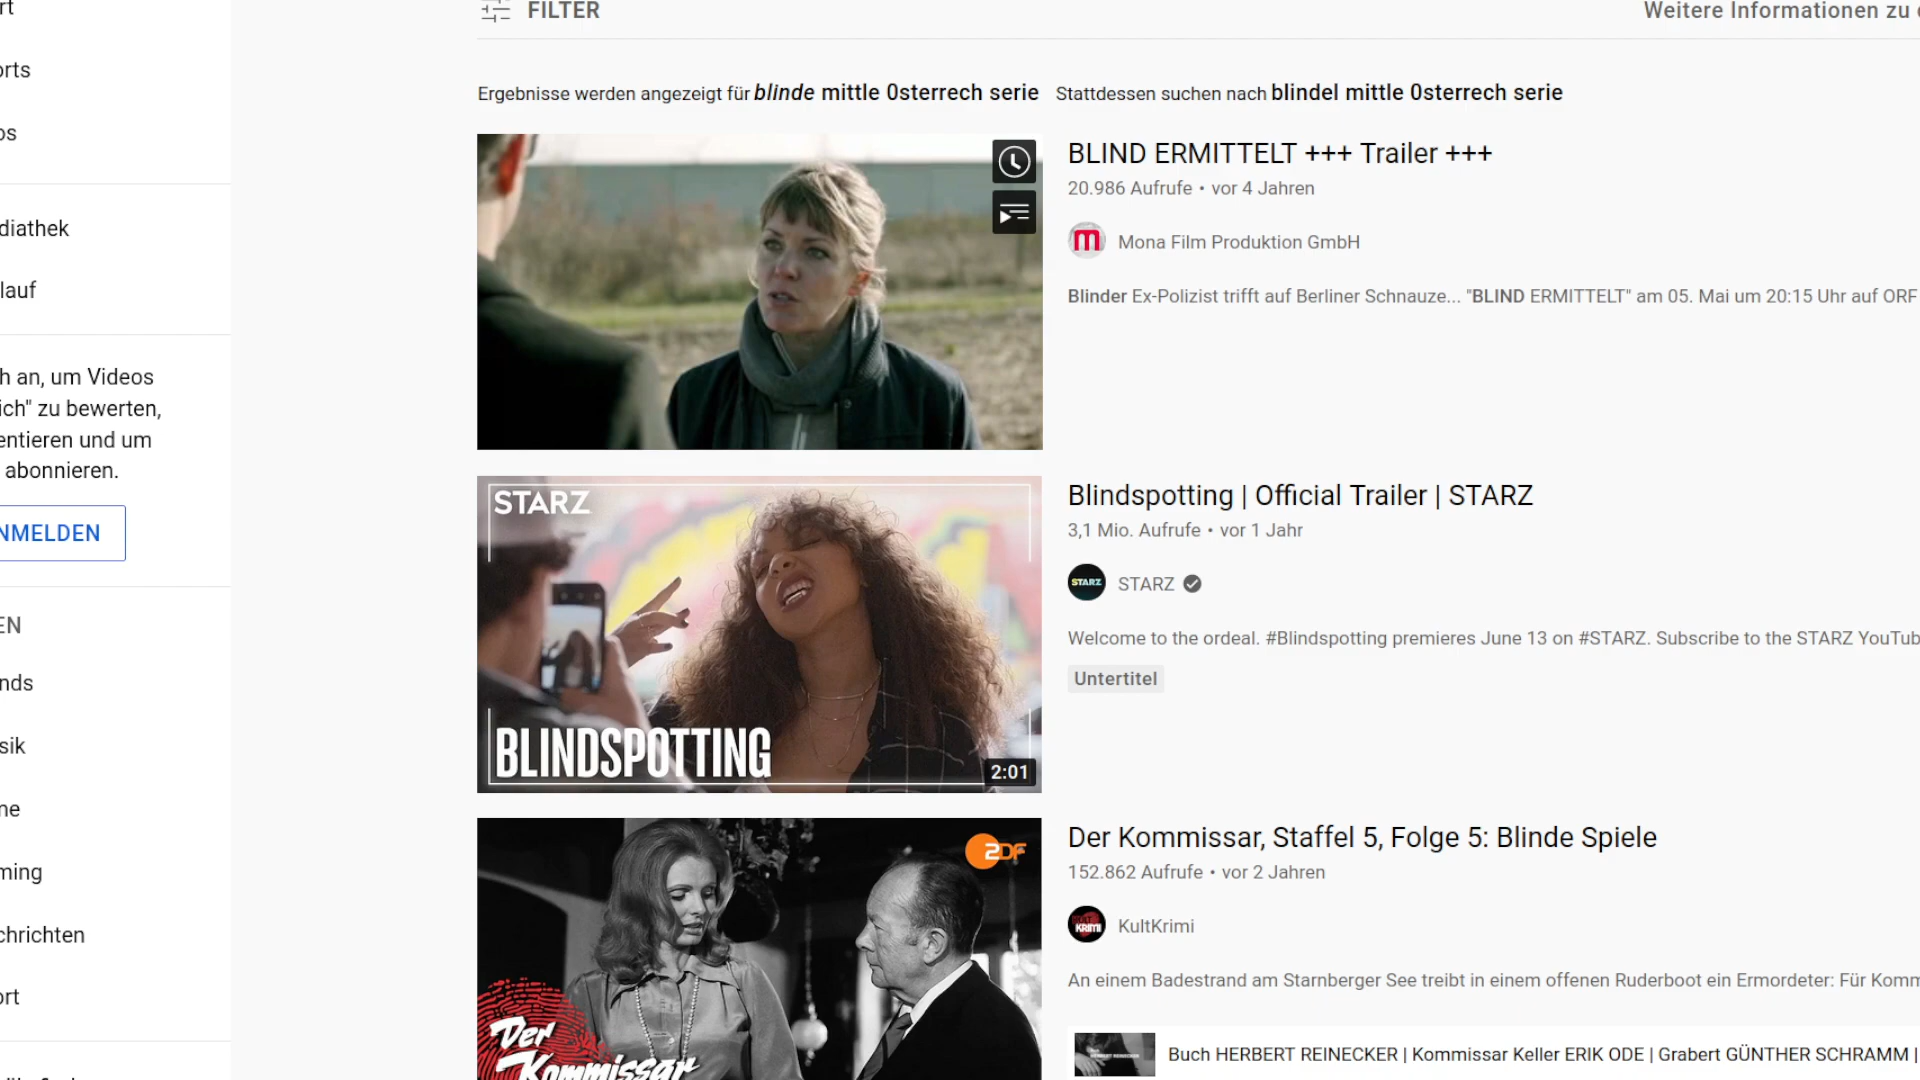 rt
FILTER
Weitere Informationen zu
orts
Ergebnisse werden angezeigt für blinde mittle 0sterrech serie Stattdessen suchen nach blindel mittle 0sterrech serie
os
BLIND ERMITTELT +++ Trailer +++
20.986 Aufrufe • vor 4 Jahren
diathek
Mona Film Produktion GmbH
lauf
Blinder Ex-Polizist trifft auf Berliner Schnauze... "BLIND ERMITTELT" am 05. Mai um 20:15 Uhr auf ORF
h an, um Videos
ich" zu bewerten,
entieren und um
abonnieren.
NMELDEN
STARZ
BLINDSPOTTING
2:01
Blindspotting | Official Trailer | STARZ
3,1 Mio. Aufrufe • vor 1 Jahr
STARZ
STARZ
Welcome to the ordeal. #Blindspotting premieres June 13 on #STARZ. Subscribe to the STARZ YouTub
Untertitel
EN
nds
sik
ne
ming
chrichten
ort
ZDF
Der
Kommissar
Der Kommissar, Staffel 5, Folge 5: Blinde Spiele
152.862 Aufrufe • vor 2 Jahren
KRIMI
KultKrimi
An einem Badestrand am Starnberger See treibt in einem offenen Ruderboot ein Ermordeter: Für Komm
Buch HERBERT REINECKER | Kommissar Keller ERIK ODE | Grabert GÜNTHER SCHRAMM |